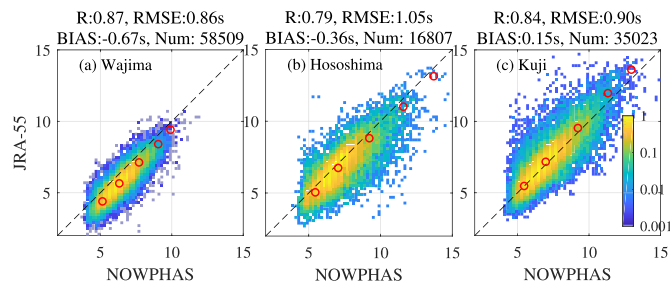 R:0.87, RMSE:0.86s
BIAS:-0.67s, Num: 58509
R:0.79, RMSE:1.05s
BIAS:-0.36s, Num: 16807
R:0.84, RMSE:0.90s
BIAS:0.15s, Num: 35023
15
10
5
JRA-55
(a) Wajima
(b) Hososhima
(c) Kuji
1
0.1
0.01
0.001
5 10 15
5 10 15
5 10 15
NOWPHAS
NOWPHAS
NOWPHAS